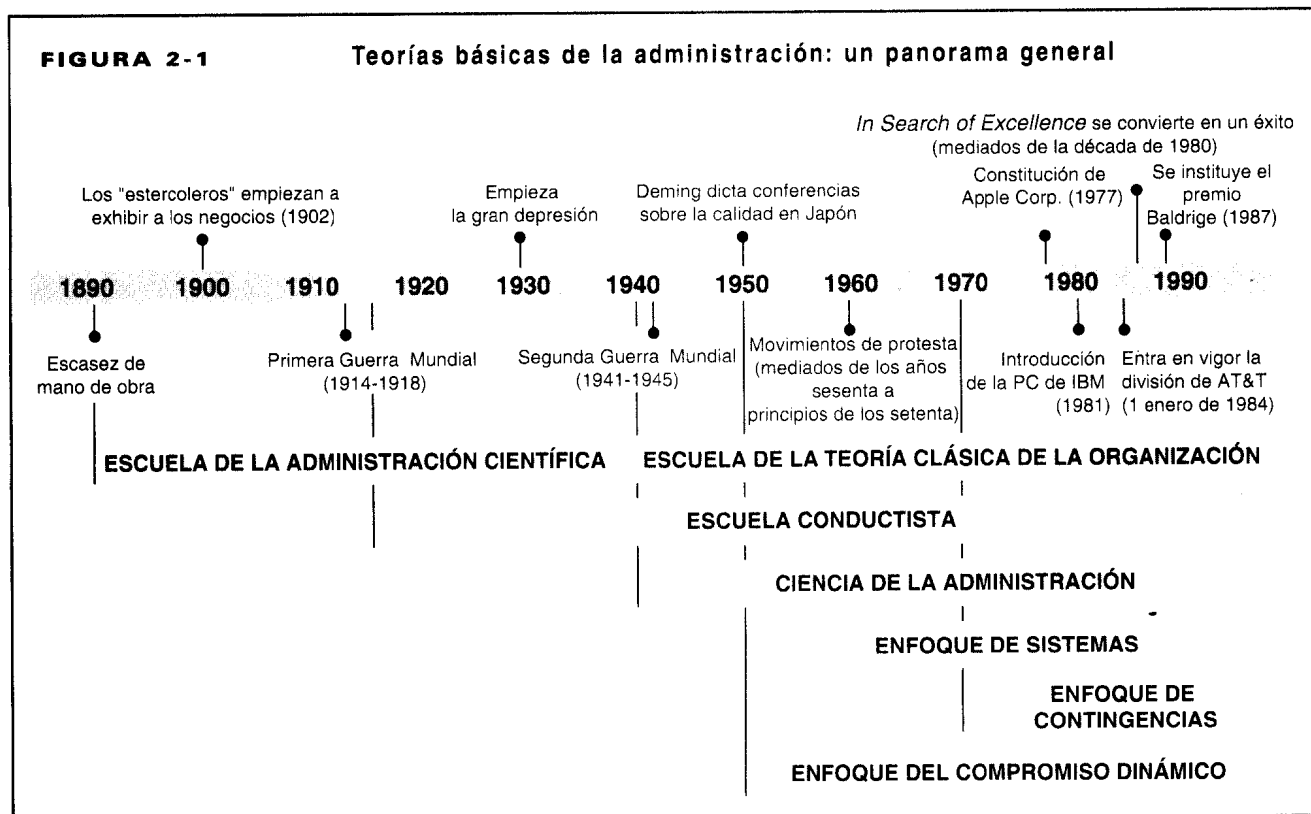 FIGURA 2-1
Teorías básicas de la administración: un panorama general
In Search of Excellence se convierte en un éxito
(mediados de la década de 1980)
Los "estercoleros" empiezan a
exhibir a los negocios (1902)
Empieza
la gran depresión
Deming dicta conferencias
sobre la calidad en Japón
Constitución de
Apple Corp. (1977)
Se instituye el
premio
Baldrige (1987)
1890 1900 1910 1920 1930 1940 1950 1960 1970 1980 1990
Escasez de
mano de obra
Primera Guerra Mundial
(1914-1918)
Segunda Guerra Mundial
(1941-1945)
Movimientos de protesta
(mediados de los años
sesenta a
principios de los setenta)
Introducción
de la PC de IBM
(1981)
Entra en vigor la
división de AT&T
(1 enero de 1984)
ESCUELA DE LA ADMINISTRACIÓN CIENTÍFICA
ESCUELA DE LA TEORÍA CLÁSICA DE LA ORGANIZACIÓN
ESCUELA CONDUCTISTA
CIENCIA DE LA ADMINISTRACIÓN
ENFOQUE DE SISTEMAS
ENFOQUE DE
CONTINGENCIAS
ENFOQUE DEL COMPROMISO DINÁMICO